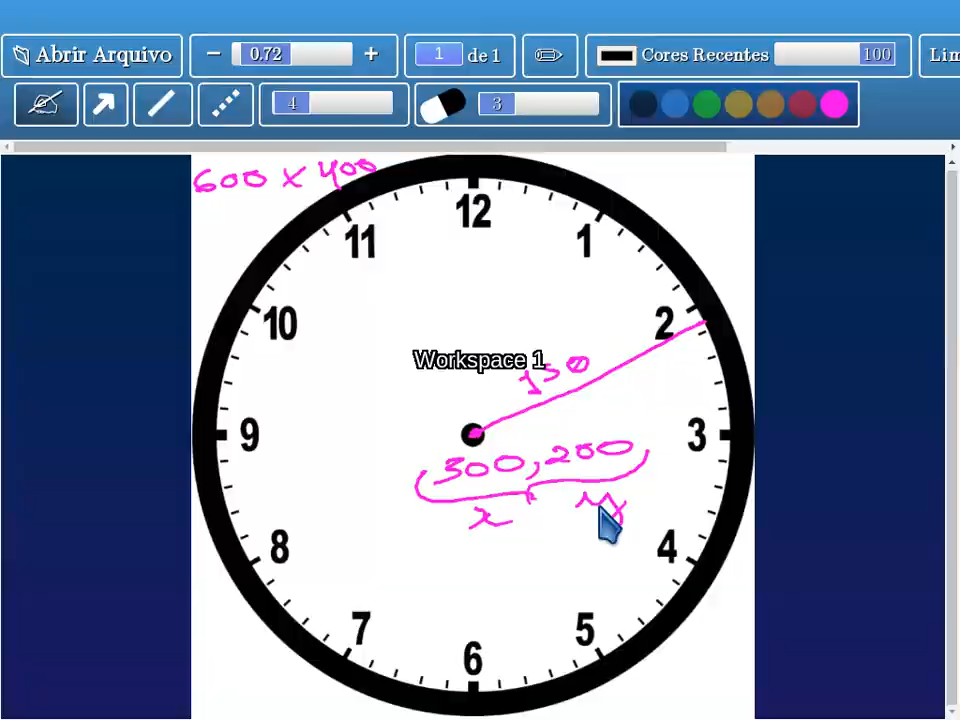 Abrir Arquivo − 0.72 + 1 de 1 Cores Recentes 100 Lim
4 3
600 x 400
12
11 1
10 2
Workspace 1
150
9 3
(300, 200)
x y
8 4
7 5
6